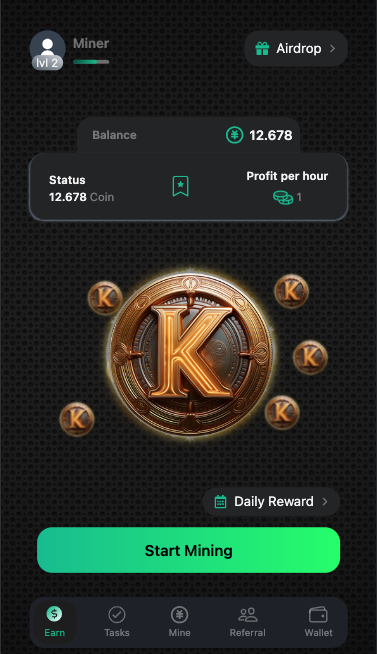 Miner
lvl 2
Airdrop
Balance
12.678
Status
12.678 Coin
Profit per hour
1
K
K
K
K
K
K
Daily Reward
Start Mining
Earn
Tasks
Mine
Referral
Wallet